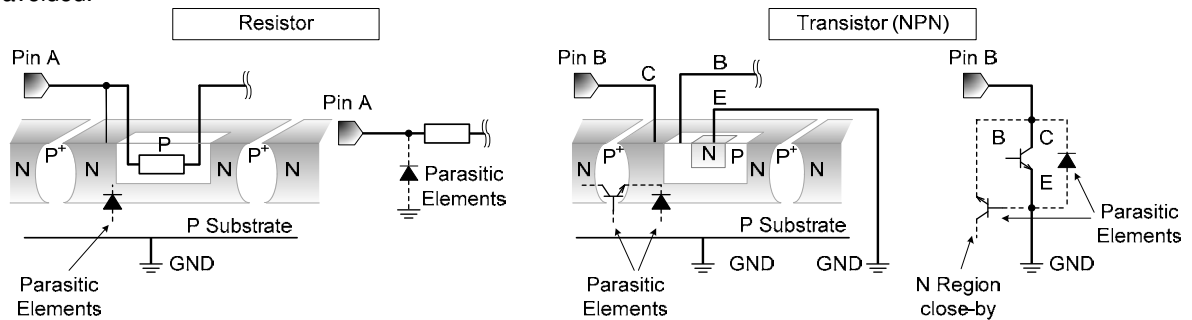 avoided.
Resistor
Pin A
N
P+
N
P
P+
N
P Substrate
GND
Parasitic
Elements
Pin A
Parasitic
Elements
Transistor (NPN)
Pin B
C
B
E
N
P+
N
N
P
P+
N
P Substrate
GND
GND
Parasitic
Elements
Pin B
B
C
E
Parasitic
Elements
GND
N Region
close-by